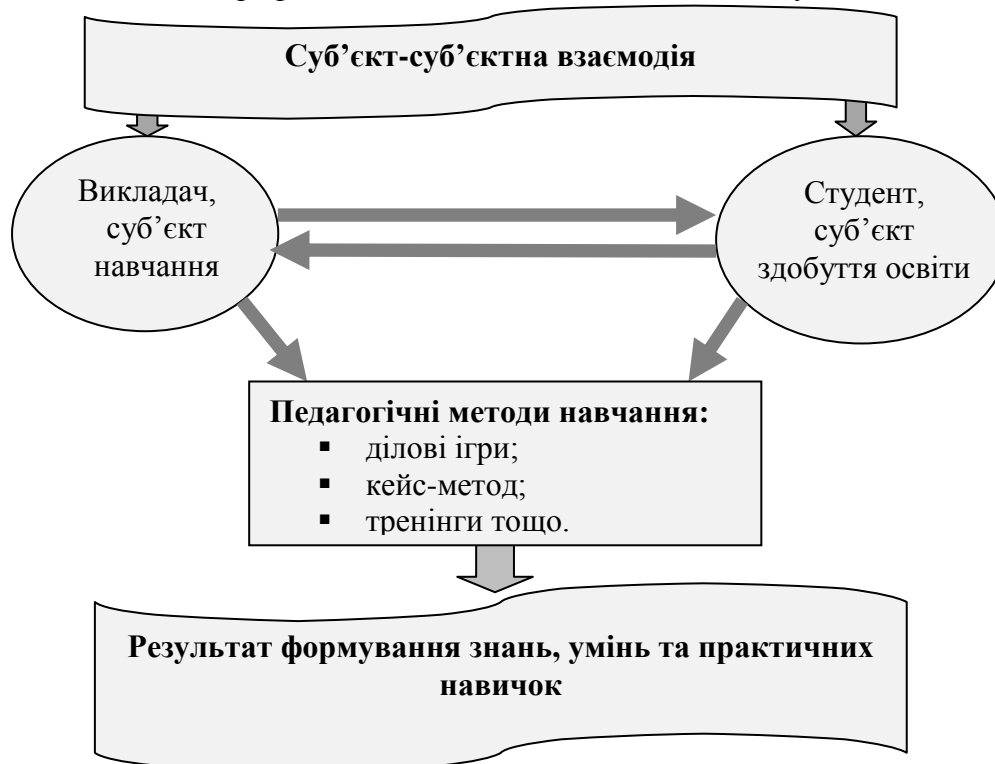 Суб’єкт-суб’єктна взаємодія
Викладач,
суб’єкт
навчання
Студент,
суб’єкт
здобуття освіти
Педагогічні методи навчання:
▪ ділові ігри;
▪ кейс-метод;
▪ тренінги тощо.
Результат формування знань, умінь та практичних
навичок